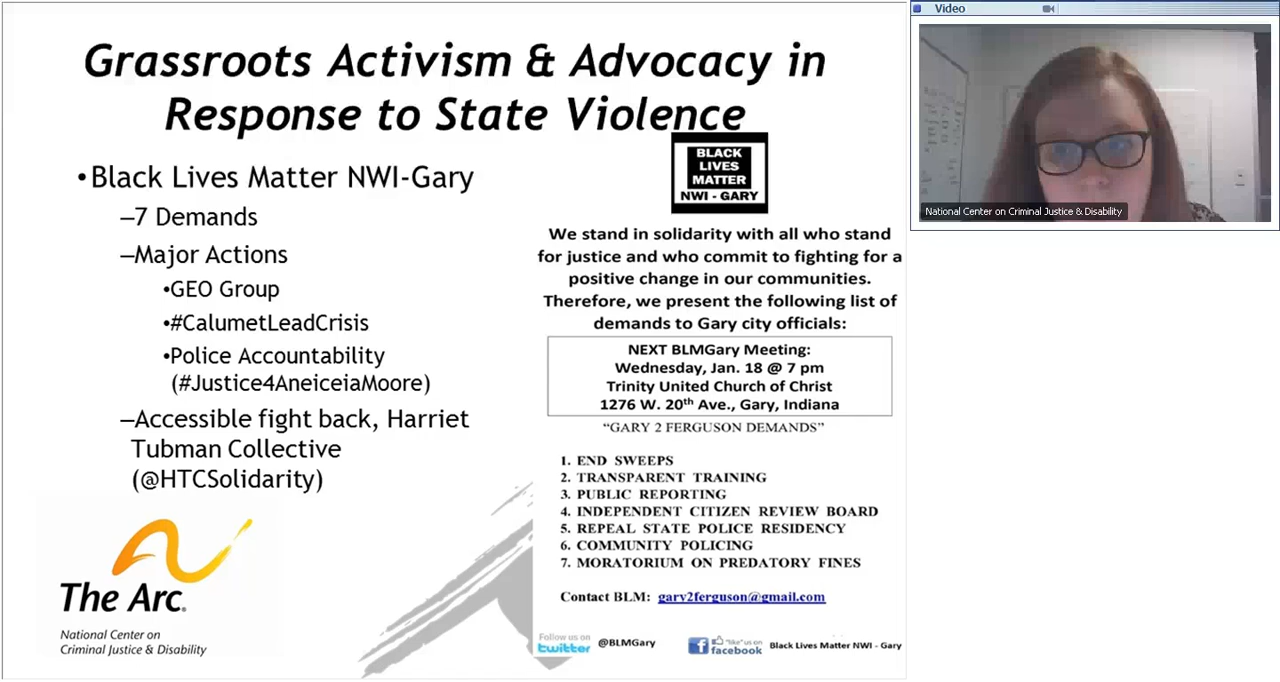 Grassroots Activism & Advocacy in
Response to State Violence
•Black Lives Matter NWI-Gary
–7 Demands
–Major Actions
•GEO Group
•#CalumetLeadCrisis
•Police Accountability
(#Justice4AneiceiaMoore)
–Accessible fight back, Harriet
Tubman Collective
(@HTCSolidarity)
The Arc®
National Center on
Criminal Justice & Disability
BLACK
LIVES
MATTER
NWI - GARY
We stand in solidarity with all who stand
for justice and who commit to fighting for a
positive change in our communities.
Therefore, we present the following list of
demands to Gary city officials:
NEXT BLMGary Meeting:
Wednesday, Jan. 18 @ 7 pm
Trinity United Church of Christ
1276 W. 20th Ave., Gary, Indiana
“GARY 2 FERGUSON DEMANDS”
1. END SWEEPS
2. TRANSPARENT TRAINING
3. PUBLIC REPORTING
4. INDEPENDENT CITIZEN REVIEW BOARD
5. REPEAL STATE POLICE RESIDENCY
6. COMMUNITY POLICING
7. MORATORIUM ON PREDATORY FINES
Contact BLM: gary2ferguson@gmail.com
Follow us on
twitter
@BLMGary
f "like" us on
facebook
Black Lives Matter NWI - Gary
Video
National Center on Criminal Justice & Disability